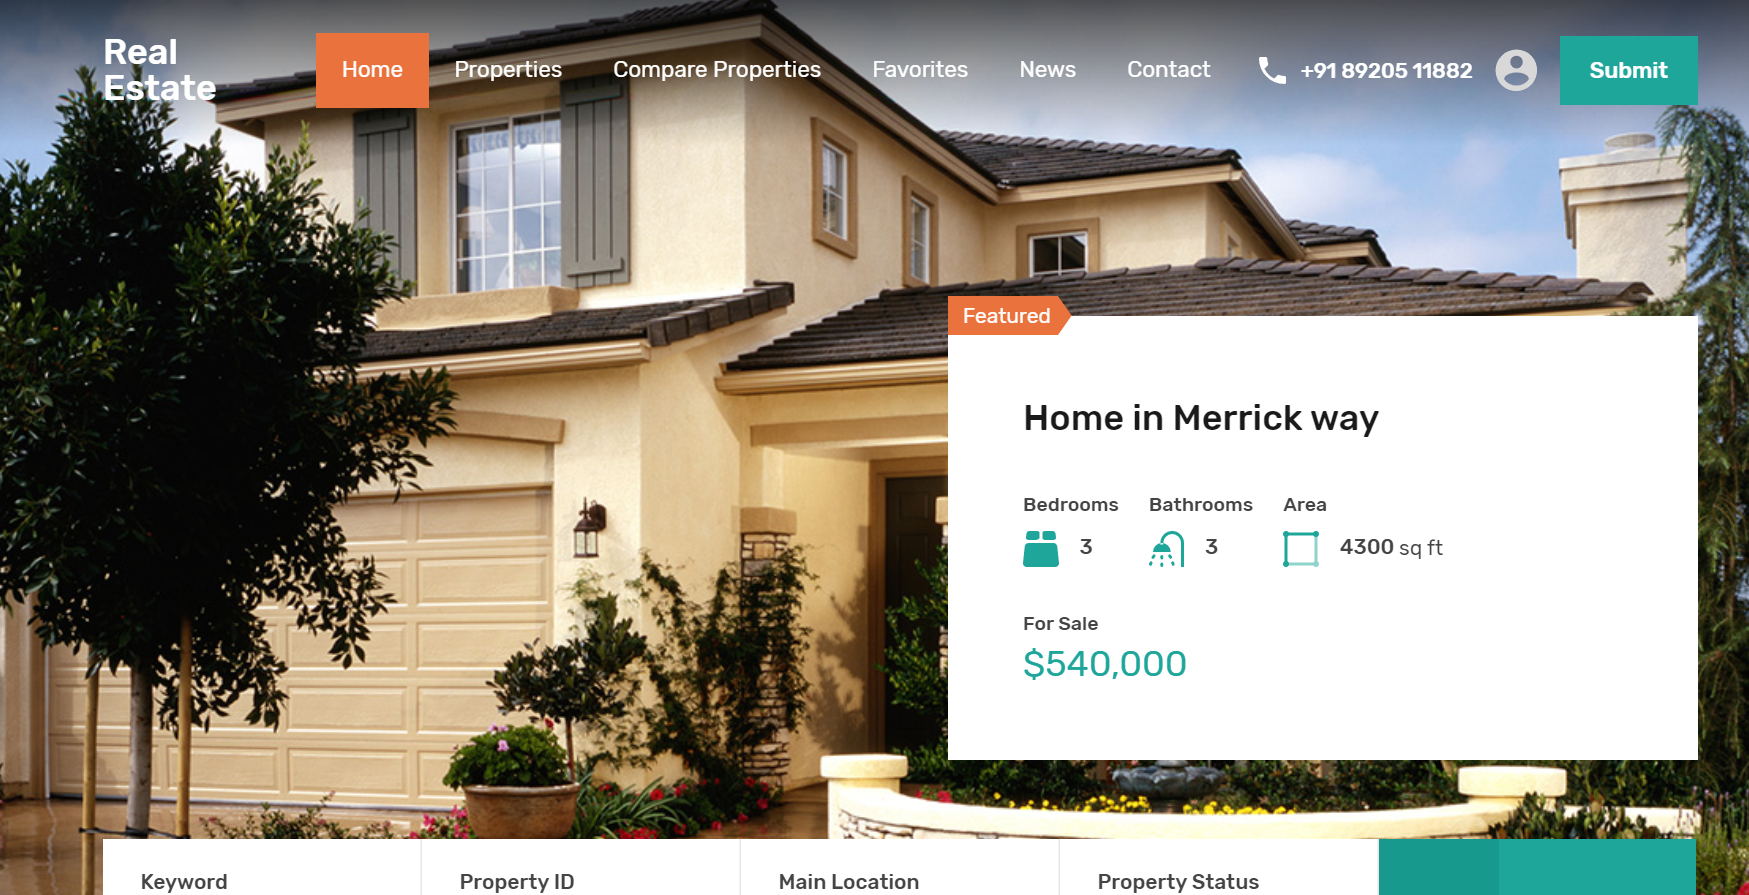 Real
Estate
Home
Properties
Compare Properties
Favorites
News
Contact
+91 89205 11882
Submit
Featured
Home in Merrick way
Bedrooms
Bathrooms
Area
3
3
4300 sq ft
For Sale
$540,000
Keyword
Property ID
Main Location
Property Status